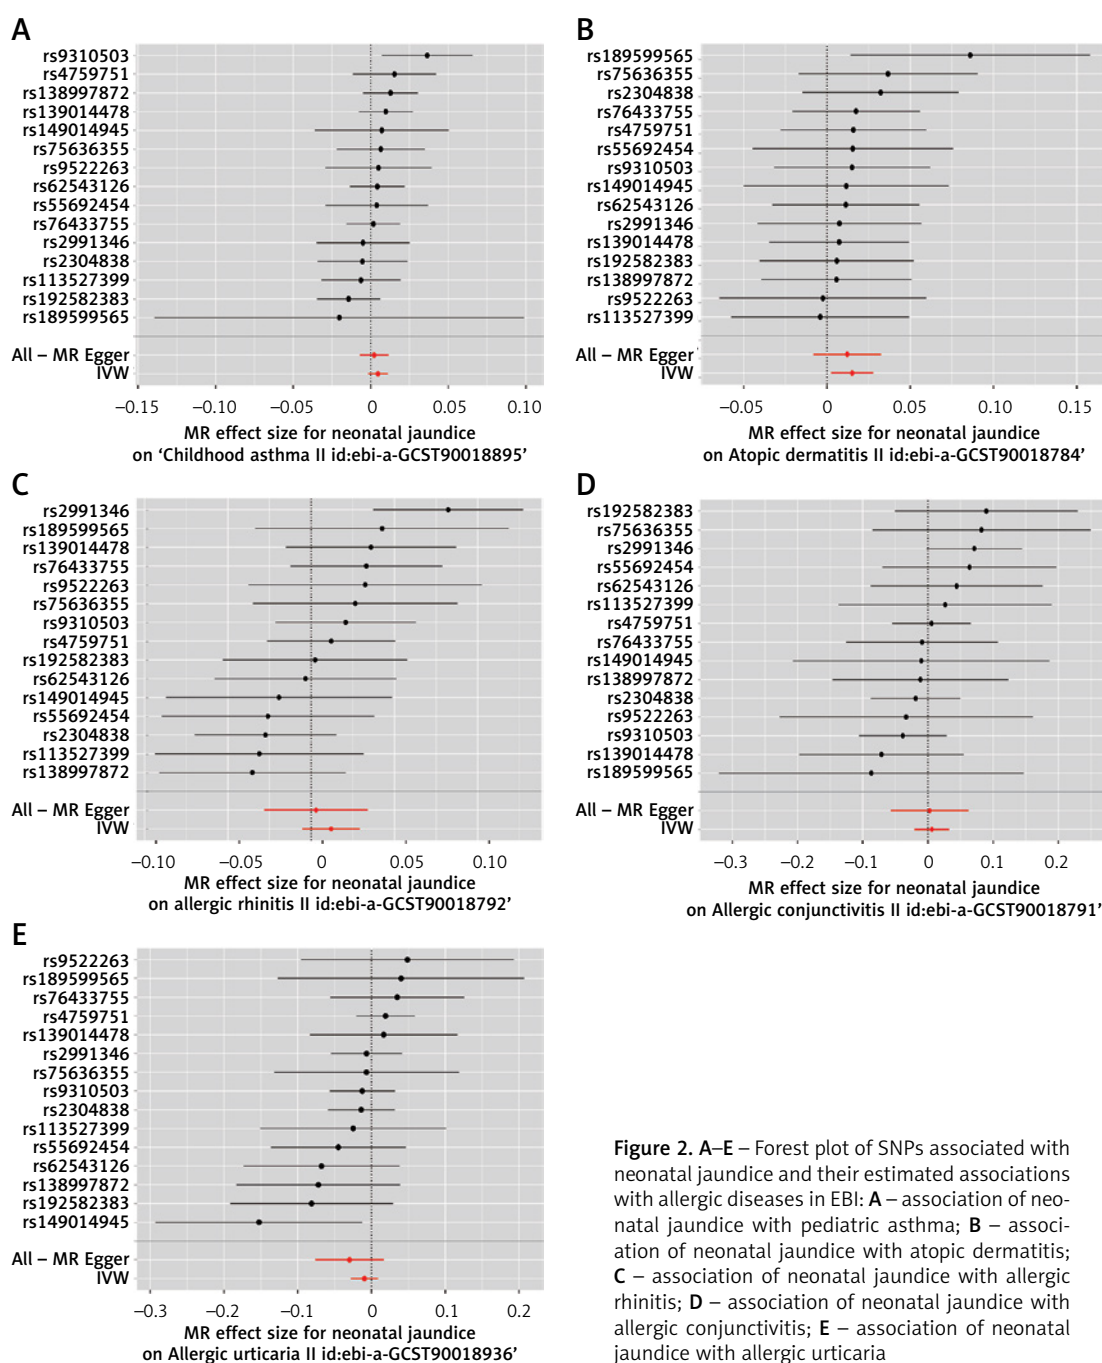 A
rs9310503
rs4759751
rs138997872
rs139014478
rs149014945
rs75636355
rs9522263
rs62543126
rs55692454
rs76433755
rs2991346
rs2304838
rs113527399
rs192582383
rs189599565
All – MR Egger
IVW
−0.15 −0.10 −0.05 0 0.05 0.10
MR effect size for neonatal jaundice
on ‘Childhood asthma II id:ebi-a-GCST90018895’
B
rs189599565
rs75636355
rs2304838
rs76433755
rs4759751
rs55692454
rs9310503
rs149014945
rs62543126
rs2991346
rs139014478
rs192582383
rs138997872
rs9522263
rs113527399
All – MR Egger
IVW
−0.05 0 0.05 0.10 0.15
MR effect size for neonatal jaundice
on Atopic dermatitis II id:ebi-a-GCST90018784’
C
rs2991346
rs189599565
rs139014478
rs76433755
rs9522263
rs75636355
rs9310503
rs4759751
rs192582383
rs62543126
rs149014945
rs55692454
rs2304838
rs113527399
rs138997872
All – MR Egger
IVW
−0.10 −0.05 0 0.05 0.10
MR effect size for neonatal jaundice
on allergic rhinitis II id:ebi-a-GCST90018792’
D
rs192582383
rs75636355
rs2991346
rs55692454
rs62543126
rs113527399
rs4759751
rs76433755
rs149014945
rs138997872
rs2304838
rs9522263
rs9310503
rs139014478
rs189599565
All – MR Egger
IVW
−0.3 −0.2 −0.1 0 0.1 0.2
MR effect size for neonatal jaundice
on Allergic conjunctivitis II id:ebi-a-GCST90018791’
E
rs9522263
rs189599565
rs76433755
rs4759751
rs139014478
rs2991346
rs75636355
rs9310503
rs2304838
rs113527399
rs55692454
rs62543126
rs138997872
rs192582383
rs149014945
All – MR Egger
IVW
−0.3 −0.2 −0.1 0 0.1 0.2
MR effect size for neonatal jaundice
on Allergic urticaria II id:ebi-a-GCST90018936’
Figure 2. A–E – Forest plot of SNPs associated with
neonatal jaundice and their estimated associations
with allergic diseases in EBI: A – association of neo-
natal jaundice with pediatric asthma; B – associ-
ation of neonatal jaundice with atopic dermatitis;
C – association of neonatal jaundice with allergic
rhinitis; D – association of neonatal jaundice with
allergic conjunctivitis; E – association of neonatal
jaundice with allergic urticaria